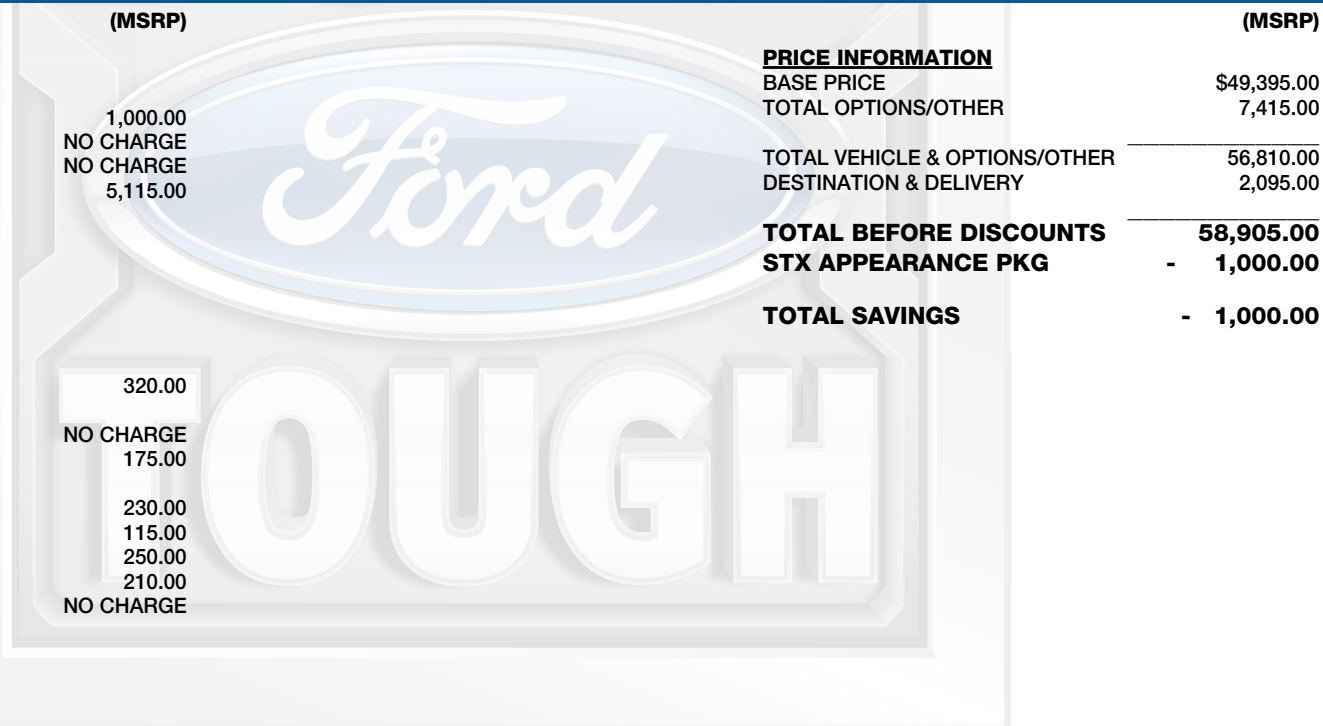 (MSRP)
1,000.00
NO CHARGE
NO CHARGE
5,115.00
320.00
NO CHARGE
175.00
230.00
115.00
250.00
210.00
NO CHARGE
Ford
TOUGH
(MSRP)
PRICE INFORMATION
BASE PRICE $49,395.00
TOTAL OPTIONS/OTHER 7,415.00
TOTAL VEHICLE & OPTIONS/OTHER 56,810.00
DESTINATION & DELIVERY 2,095.00
TOTAL BEFORE DISCOUNTS 58,905.00
STX APPEARANCE PKG - 1,000.00
TOTAL SAVINGS - 1,000.00